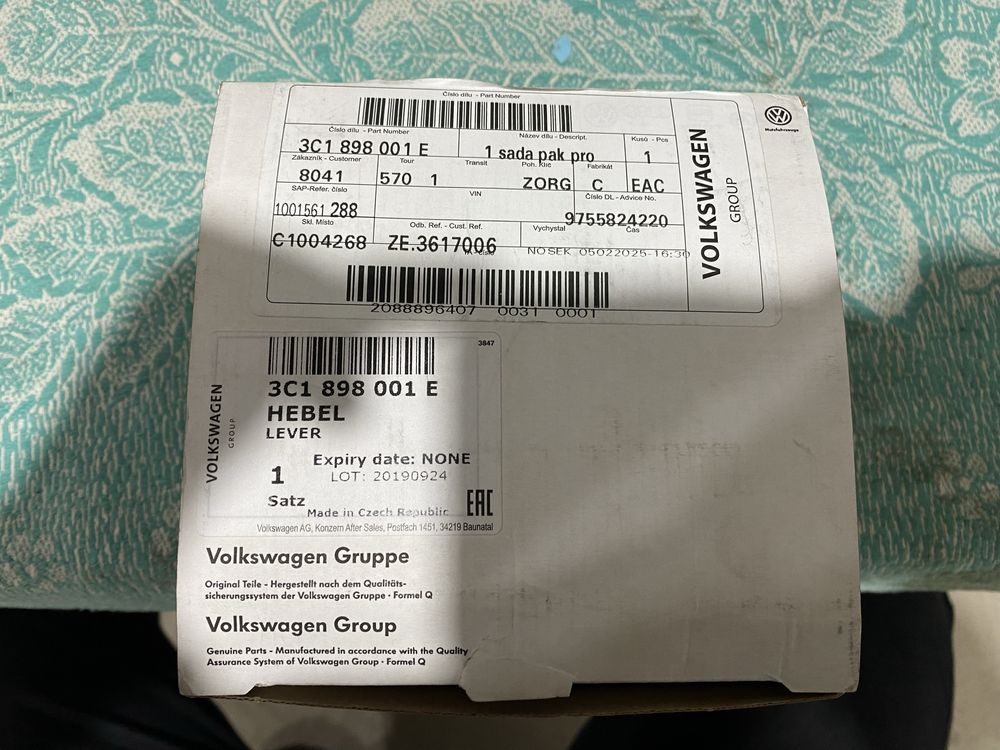 Číslo dílu - Part Number
Číslo dílu - Part Number
3C1 898 001 E
Název dílu - Descript.
1 sada pak pro
Kusů - Pcs
1
Zákazník - Customer
8041
Tour
570 1
Transit
Poh. Klíč
ZORG
Fabrikát
C
EAC
SAP-Refer. číslo
1001561 288
VIN
Číslo DL - Advice No.
9755824220
Skl. Místo
C1004268
Odb. Ref. - Cust. Ref.
ZE.3617006
Vychystal
Čas
NOSEK 05022025-16:30
2088896407 0031 0001
VOLKSWAGEN
GROUP
3847
3C1 898 001 E
HEBEL
LEVER
Expiry date: NONE
LOT: 20190924
1
Satz
Made in Czech Republic
EAC
VOLKSWAGEN
GROUP
Volkswagen AG, Konzern After Sales, Postfach 1451, 34219 Baunatal
Volkswagen Gruppe
Original Teile - Hergestellt nach dem Qualitäts-
sicherungssystem der Volkswagen Gruppe · Formel Q
Volkswagen Group
Genuine Parts - Manufactured in accordance with the Quality
Assurance System of Volkswagen Group · Formel Q